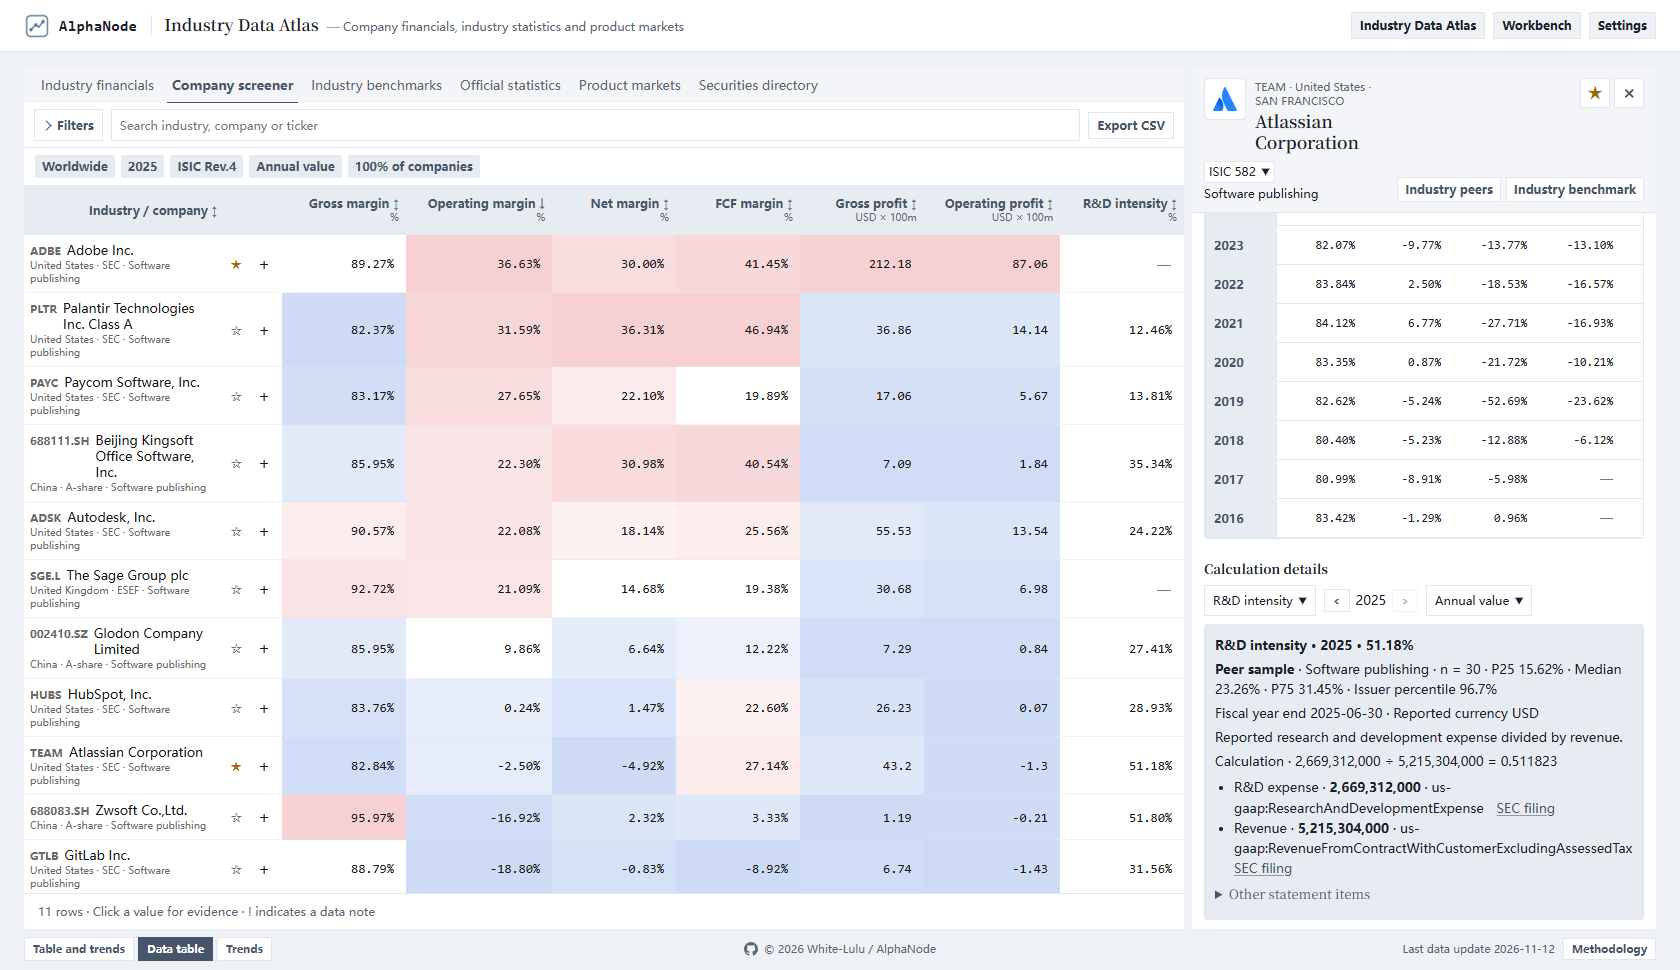 AlphaNode
Industry Data Atlas — Company financials, industry statistics and product markets
Industry Data Atlas
Workbench
Settings
Industry financials
Company screener
Industry benchmarks
Official statistics
Product markets
Securities directory
Filters
Search industry, company or ticker
Export CSV
Worldwide
2025
ISIC Rev.4
Annual value
100% of companies
Industry / company ↕
Gross margin ↕ %
Operating margin ↓ %
Net margin ↕ %
FCF margin ↕ %
Gross profit ↕ USD × 100m
Operating profit ↕ USD × 100m
R&D intensity ↕ %
ADBE Adobe Inc.
United States · SEC · Software
publishing
★ + 89.27% 36.63% 30.00% 41.45% 212.18 87.06 —
PLTR Palantir Technologies
Inc. Class A
United States · SEC · Software
publishing
☆ + 82.37% 31.59% 36.31% 46.94% 36.86 14.14 12.46%
PAYC Paycom Software, Inc.
United States · SEC · Software
publishing
☆ + 83.17% 27.65% 22.10% 19.89% 17.06 5.67 13.81%
688111.SH Beijing Kingsoft
Office Software,
Inc.
China · A-share · Software publishing
☆ + 85.95% 22.30% 30.98% 40.54% 7.09 1.84 35.34%
ADSK Autodesk, Inc.
United States · SEC · Software
publishing
☆ + 90.57% 22.08% 18.14% 25.56% 55.53 13.54 24.22%
SGE.L The Sage Group plc
United Kingdom · ESEF · Software
publishing
☆ + 92.72% 21.09% 14.68% 19.38% 30.68 6.98 —
002410.SZ Glodon Company
Limited
China · A-share · Software publishing
☆ + 85.95% 9.86% 6.64% 12.22% 7.29 0.84 27.41%
HUBS HubSpot, Inc.
United States · SEC · Software
publishing
☆ + 83.76% 0.24% 1.47% 22.60% 26.23 0.07 28.93%
TEAM Atlassian Corporation
United States · SEC · Software
publishing
★ + 82.84% -2.50% -4.92% 27.14% 43.2 -1.3 51.18%
688083.SH Zwsoft Co.,Ltd.
China · A-share · Software publishing
☆ + 95.97% -16.92% 2.32% 3.33% 1.19 -0.21 51.80%
GTLB GitLab Inc.
United States · SEC · Software
publishing
☆ + 88.79% -18.80% -0.83% -8.92% 6.74 -1.43 31.56%
11 rows · Click a value for evidence · ! indicates a data note
TEAM · United States ·
SAN FRANCISCO
Atlassian
Corporation
★ ✕
ISIC 582 ▼
Software publishing
Industry peers
Industry benchmark
2023 82.07% -9.77% -13.77% -13.10%
2022 83.84% 2.50% -18.53% -16.57%
2021 84.12% 6.77% -27.71% -16.93%
2020 83.35% 0.87% -21.72% -10.21%
2019 82.62% -5.24% -52.69% -23.62%
2018 80.40% -5.23% -12.88% -6.12%
2017 80.99% -8.91% -5.98% —
2016 83.42% -1.29% 0.96% —
Calculation details
R&D intensity ▼ ‹ 2025 › Annual value ▼
R&D intensity • 2025 • 51.18%
Peer sample · Software publishing · n = 30 · P25 15.62% · Median
23.26% · P75 31.45% · Issuer percentile 96.7%
Fiscal year end 2025-06-30 · Reported currency USD
Reported research and development expense divided by revenue.
Calculation · 2,669,312,000 ÷ 5,215,304,000 = 0.511823
• R&D expense · 2,669,312,000 · us-
gaap:ResearchAndDevelopmentExpense SEC filing
• Revenue · 5,215,304,000 · us-
gaap:RevenueFromContractWithCustomerExcludingAssessedTax
SEC filing
▶ Other statement items
Table and trends
Data table
Trends
© 2026 White-Lulu / AlphaNode
Last data update 2026-11-12
Methodology